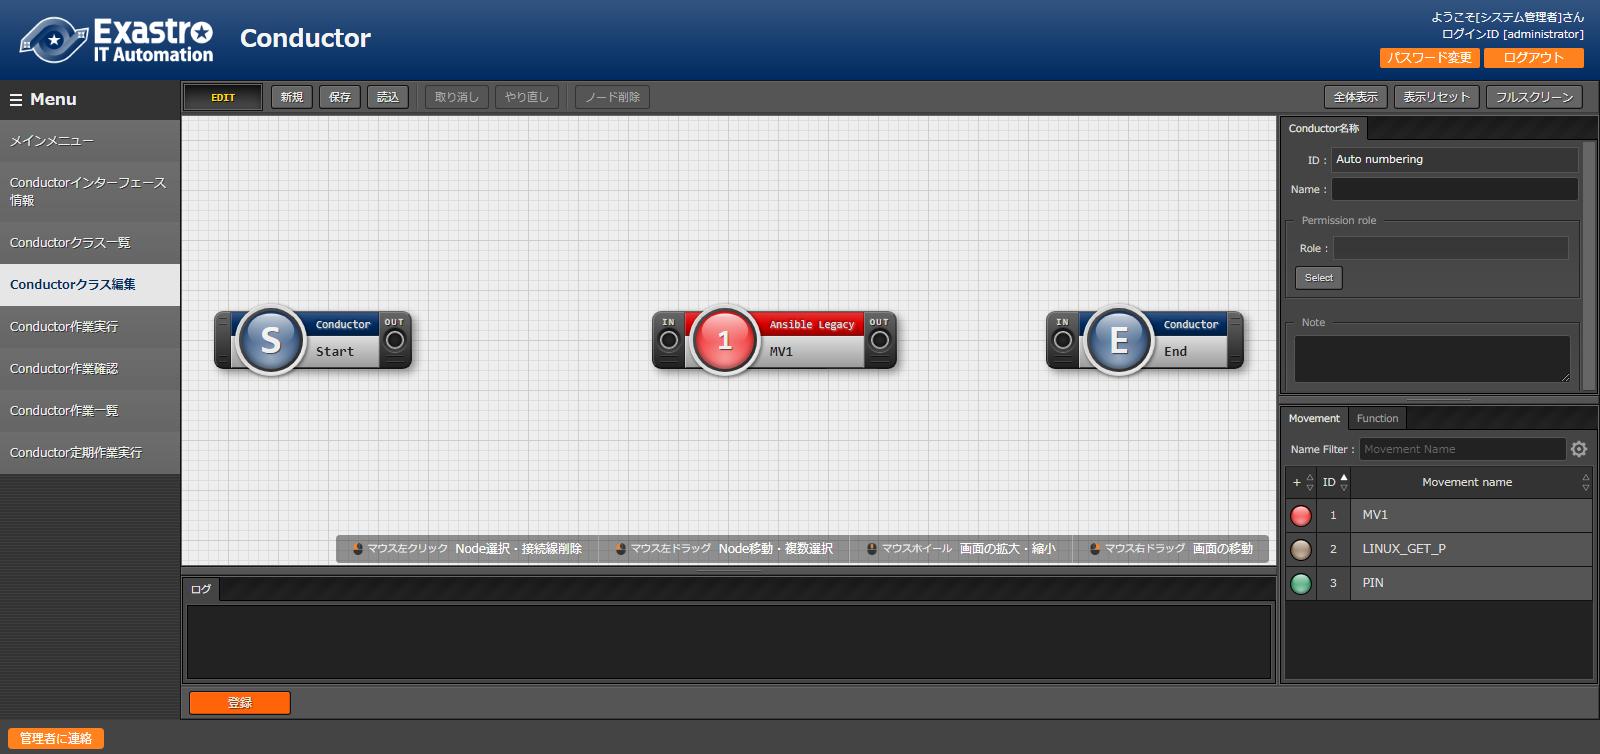 Exastro
IT Automation
Conductor
ようこそ[システム管理者]さん
ログインID [administrator]
パスワード変更
ログアウト
Menu
メインメニュー
Conductorインターフェース
情報
Conductorクラス一覧
Conductorクラス編集
Conductor作業実行
Conductor作業確認
Conductor作業一覧
Conductor定期作業実行
EDIT
新規
保存
読込
取り消し
やり直し
ノード削除
全体表示
表示リセット
フルスクリーン
S
Conductor
OUT
Start
IN
1
Ansible Legacy
OUT
MV1
IN
E
Conductor
End
マウス左クリック Node選択・接続線削除
マウス左ドラッグ Node移動・複数選択
マウスホイール 画面の拡大・縮小
マウス右ドラッグ 画面の移動
ログ
登録
Conductor名称
ID : Auto numbering
Name :
Permission role
Role :
Select
Note
Movement
Function
Name Filter : Movement Name
+ ID Movement name
1 MV1
2 LINUX_GET_P
3 PIN
管理者に連絡